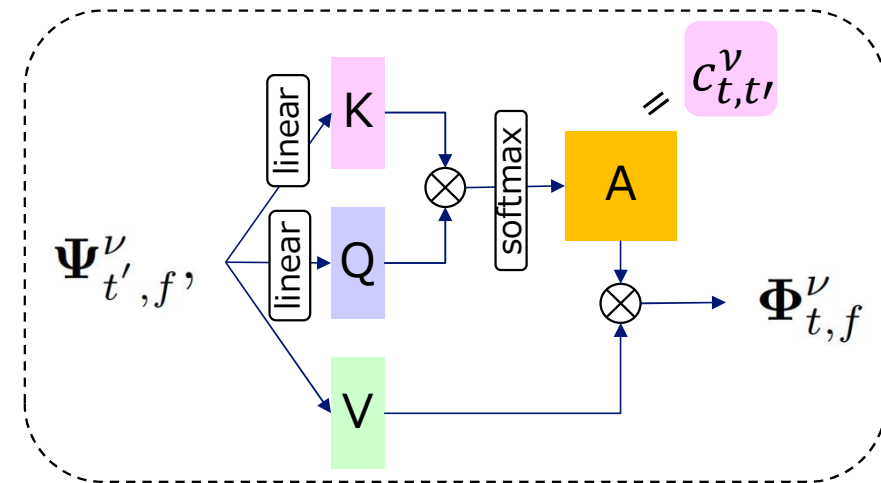 Ψ^ν_{t′,f},
linear
K
linear
Q
V
softmax
A
= c^ν_{t,t′}
Φ^ν_{t,f}